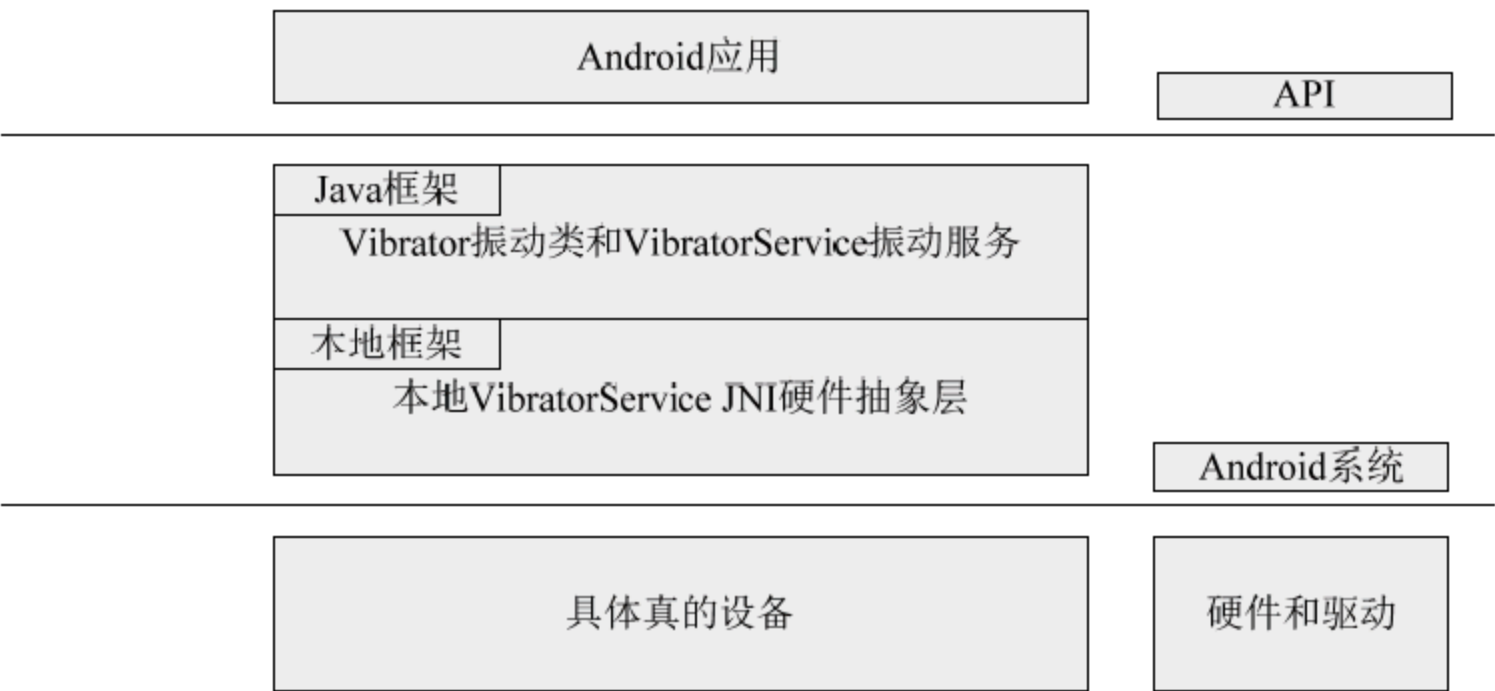 Android应用
API
Java框架
Vibrator振动类和VibratorService振动服务
本地框架
本地VibratorService JNI硬件抽象层
Android系统
具体真的设备
硬件和驱动